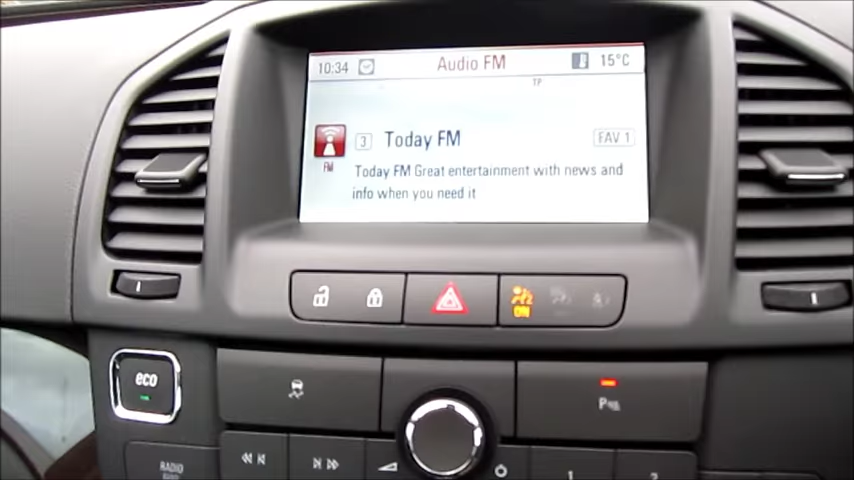 10:34 Audio FM 15°C
TP
3 Today FM FAV 1
FM
Today FM Great entertainment with news and
info when you need it
2
ON
eco
P
RADIO
1 2